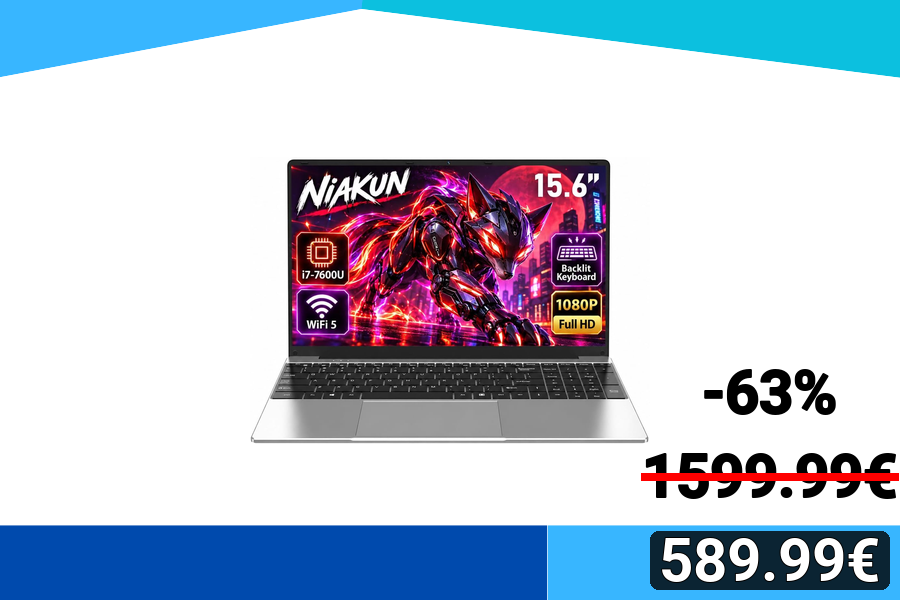 NiAKUN
15.6”
i7-7600U
WiFi 5
Backlit
Keyboard
1080P
Full HD
-63%
1599.99€
589.99€